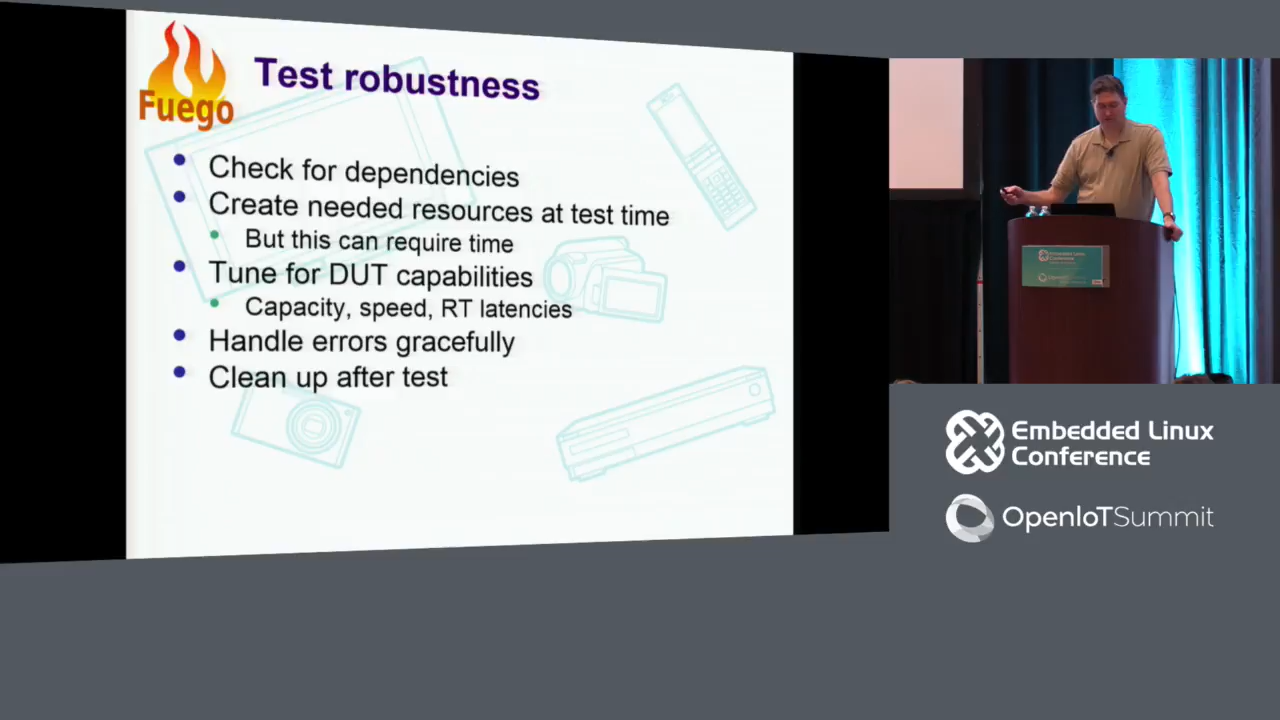 Fuego
Test robustness
Check for dependencies
Create needed resources at test time
But this can require time
Tune for DUT capabilities
Capacity, speed, RT latencies
Handle errors gracefully
Clean up after test
Embedded Linux
Conference
OpenIoTSummit